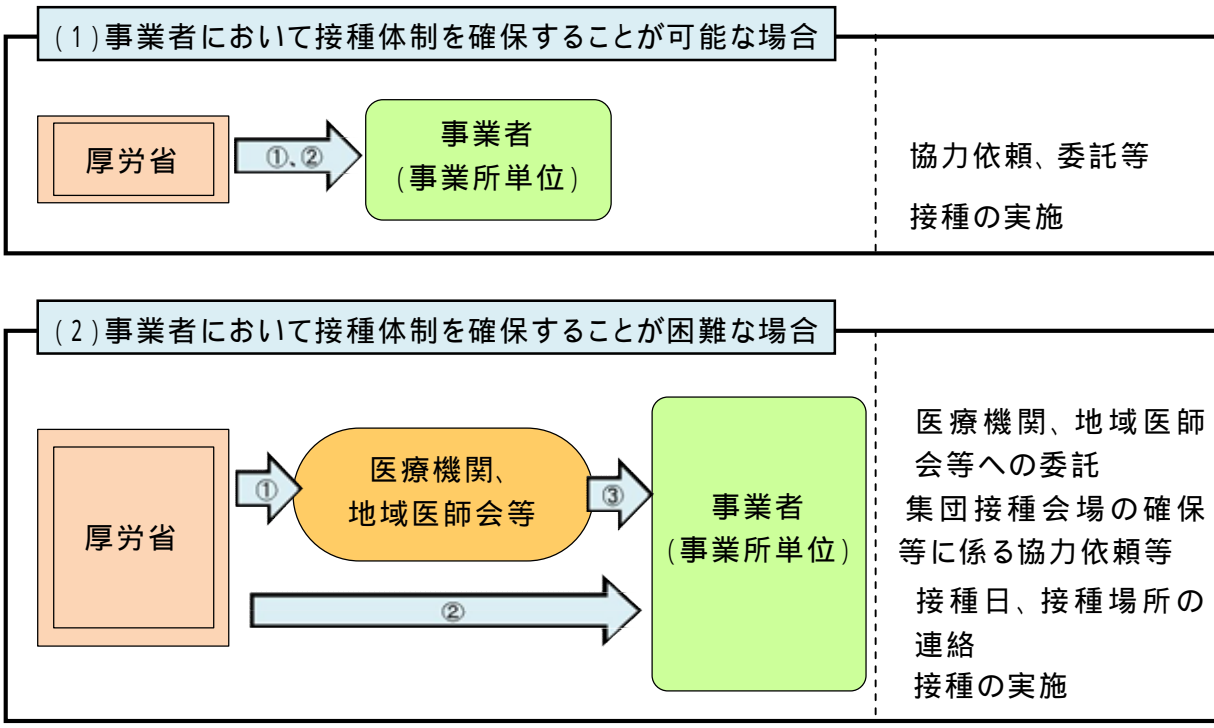 (1)事業者において接種体制を確保することが可能な場合
厚労省
①、②
事業者
(事業所単位)
協力依頼、委託等
接種の実施
(2)事業者において接種体制を確保することが困難な場合
厚労省
①
医療機関、
地域医師会等
③
②
事業者
(事業所単位)
医療機関、地域医師
会等への委託
集団接種会場の確保
等に係る協力依頼等
接種日、接種場所の
連絡
接種の実施